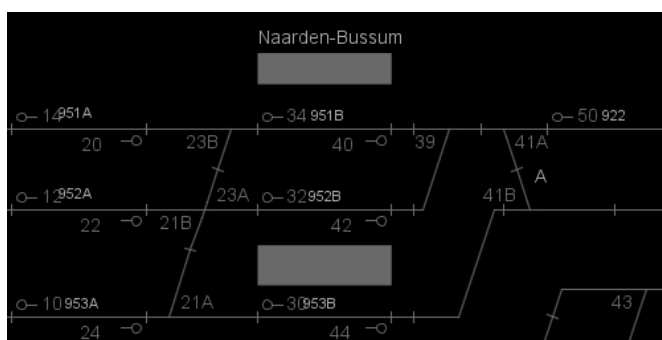 Naarden-Bussum
14 951A 34 951B 50 922
20 23B 40 39 41A
A
12 952A 23A 32 952B 41B
22 21B 42
10 953A 21A 30 953B 43
24 44